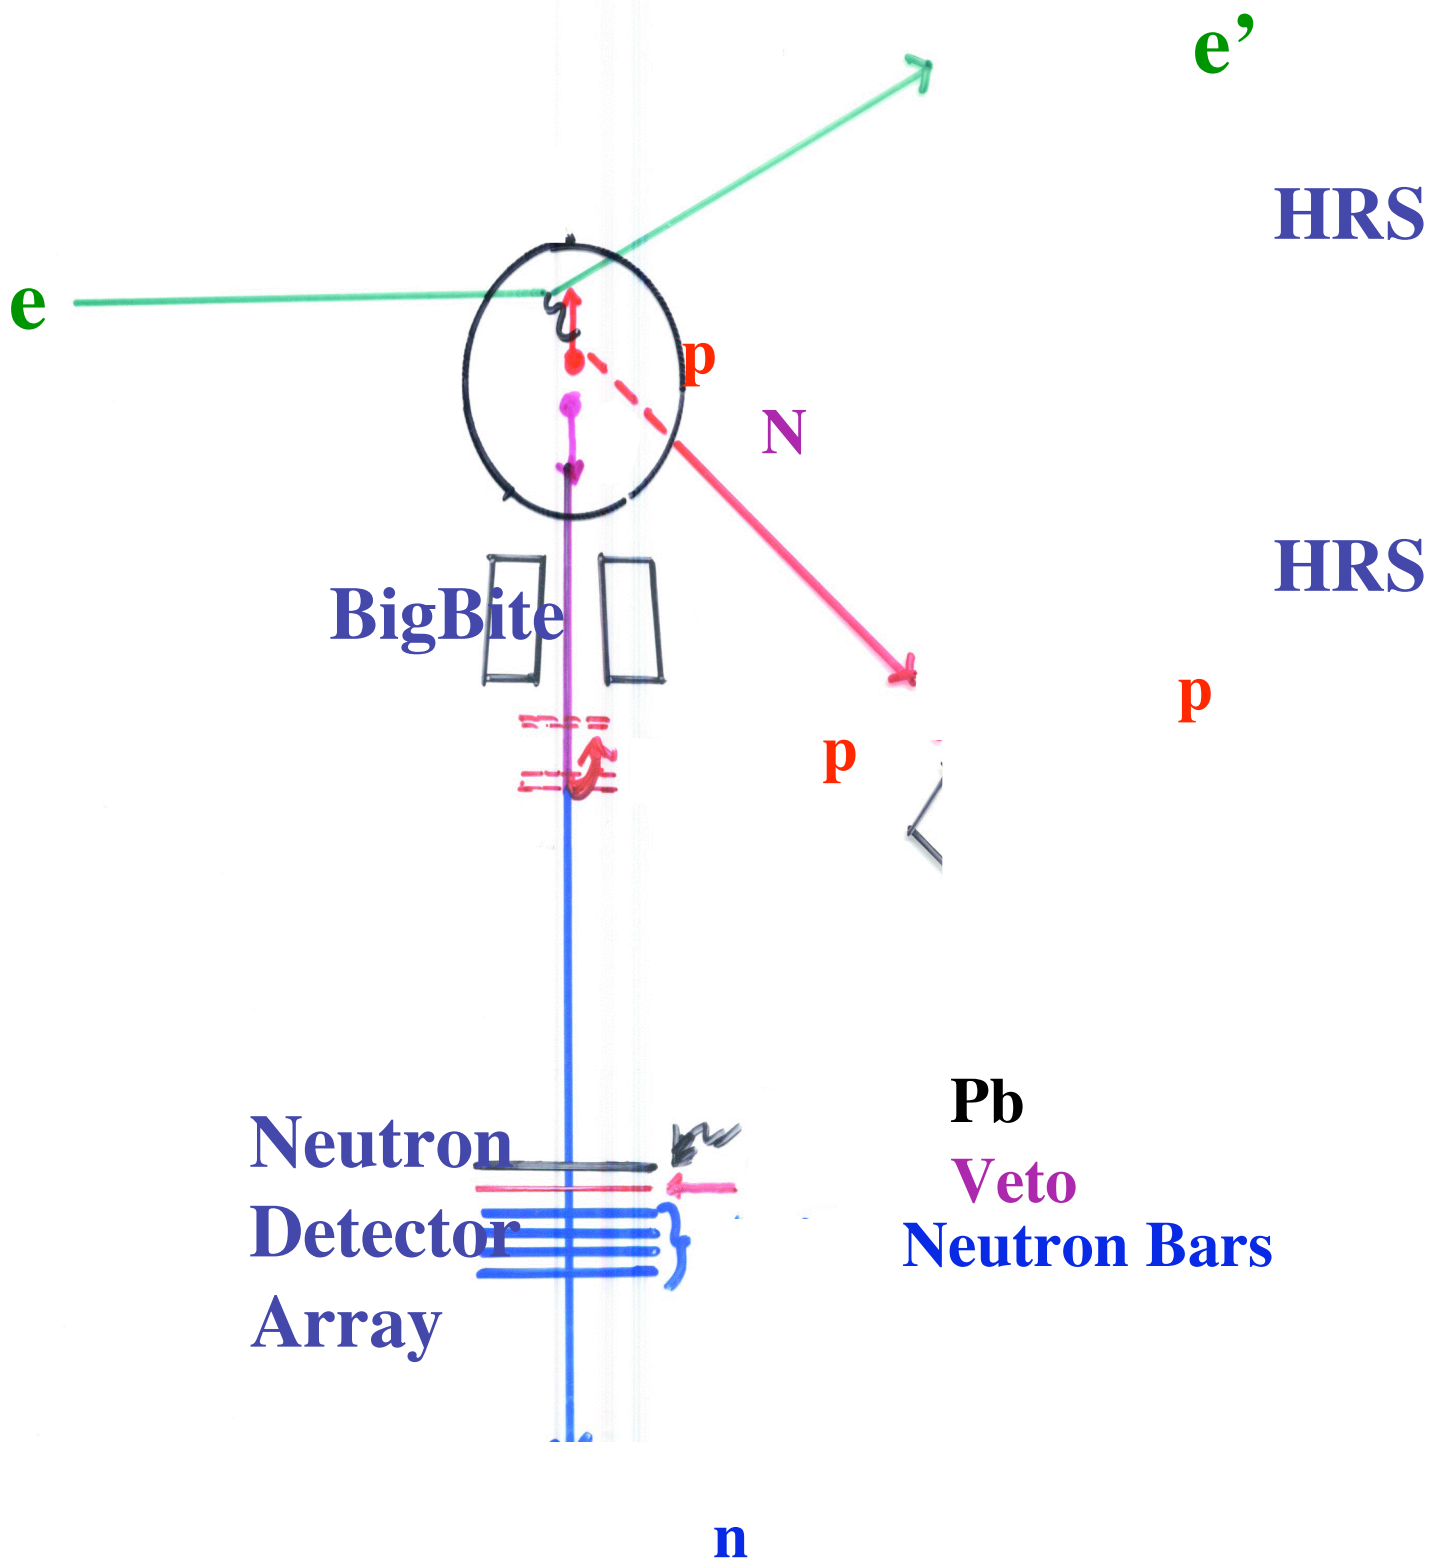 e’
HRS
e
p
N
HRS
BigBite
p
p
Pb
Neutron
Veto
Detector
Neutron Bars
Array
n